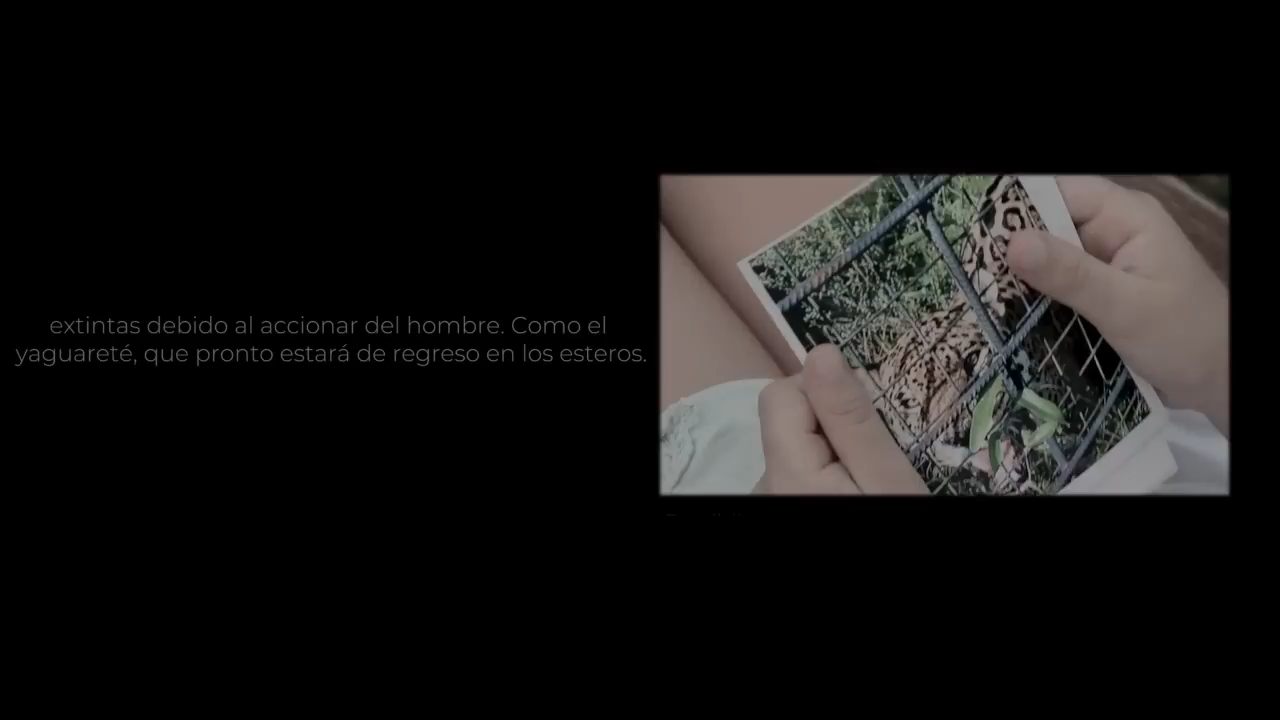 extintas debido al accionar del hombre. Como el
yaguareté, que pronto estará de regreso en los esteros.